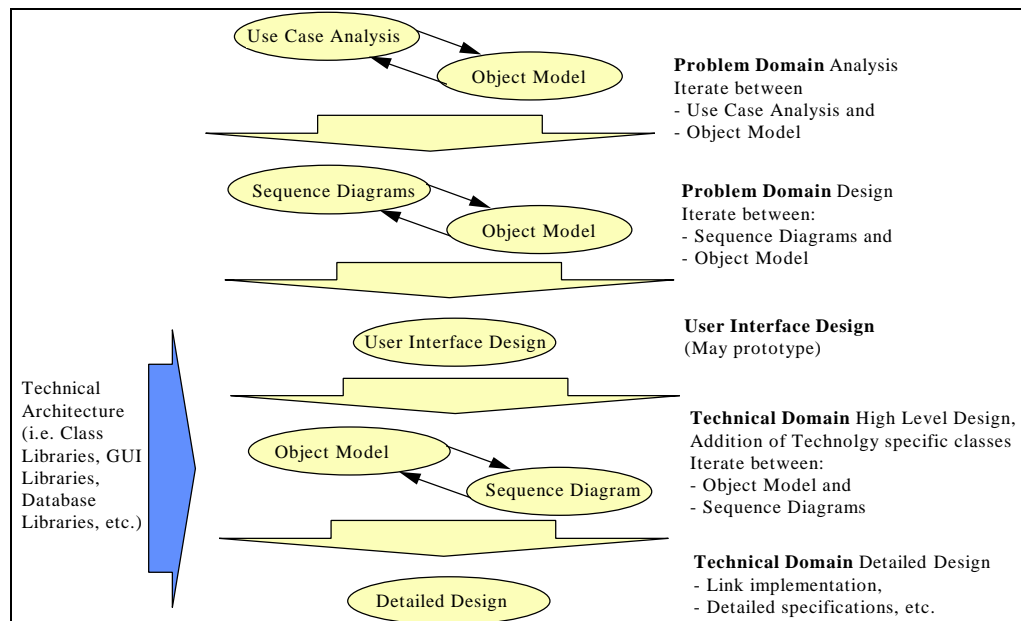 Use Case Analysis
Object Model
Problem Domain Analysis
Iterate between
- Use Case Analysis and
- Object Model
Sequence Diagrams
Object Model
Problem Domain Design
Iterate between:
- Sequence Diagrams and
- Object Model
User Interface Design
User Interface Design
(May prototype)
Technical
Architecture
(i.e. Class
Libraries, GUI
Libraries,
Database
Libraries, etc.)
Object Model
Sequence Diagram
Technical Domain High Level Design,
Addition of Technolgy specific classes
Iterate between:
- Object Model and
- Sequence Diagrams
Detailed Design
Technical Domain Detailed Design
- Link implementation,
- Detailed specifications, etc.